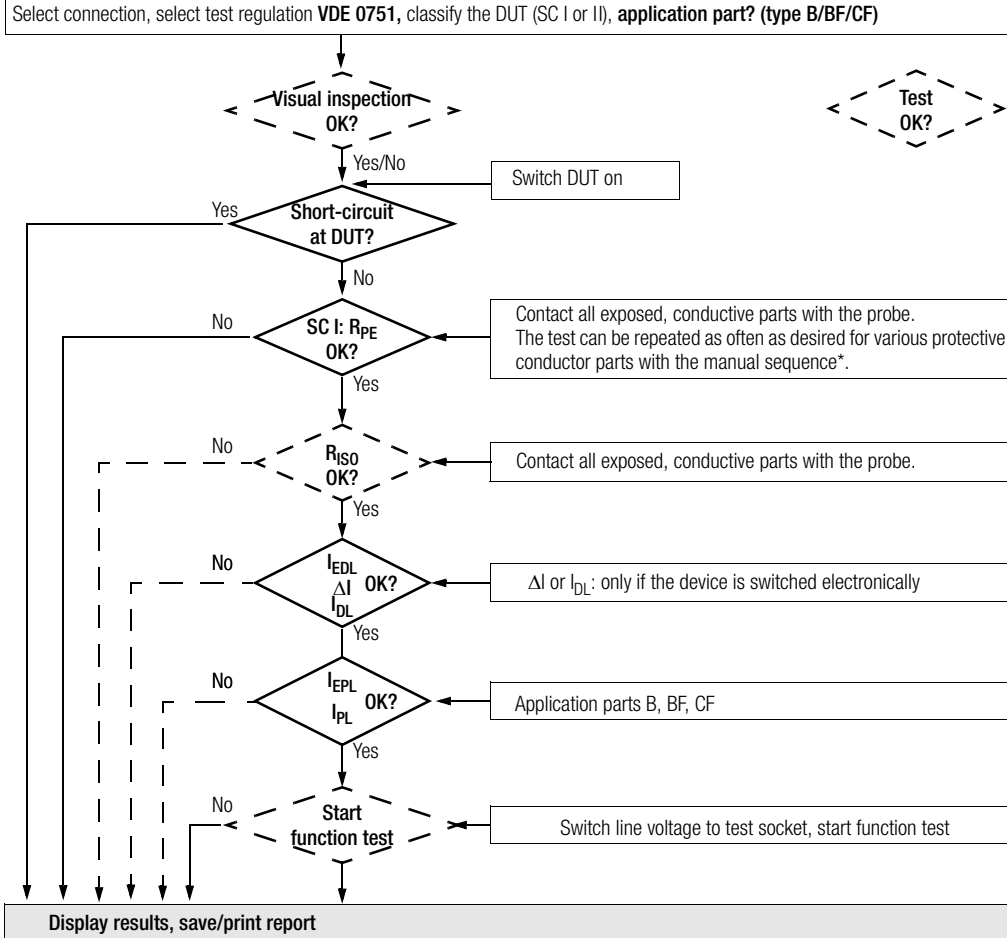 Select connection, select test regulation VDE 0751, classify the DUT (SC I or II), application part? (type B/BF/CF)
Visual inspection
OK?
Test
OK?
Yes/No
Switch DUT on
Yes
Short-circuit
at DUT?
No
No
SC I: RPE
OK?
Contact all exposed, conductive parts with the probe.
The test can be repeated as often as desired for various protective
conductor parts with the manual sequence*.
Yes
No
RISO
OK?
Contact all exposed, conductive parts with the probe.
Yes
No
IEDL
ΔI OK?
IDL
ΔI or IDL: only if the device is switched electronically
Yes
No
IEPL
OK?
IPL
Application parts B, BF, CF
Yes
No
Start
function test
Switch line voltage to test socket, start function test
Display results, save/print report